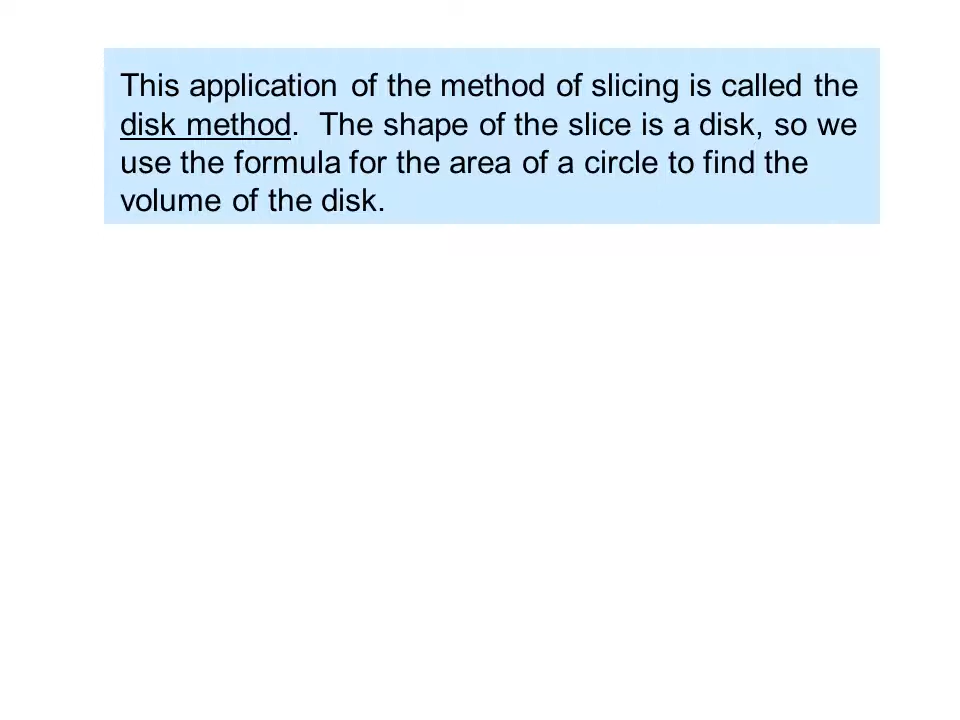 This application of the method of slicing is called the
disk method.  The shape of the slice is a disk, so we
use the formula for the area of a circle to find the
volume of the disk.